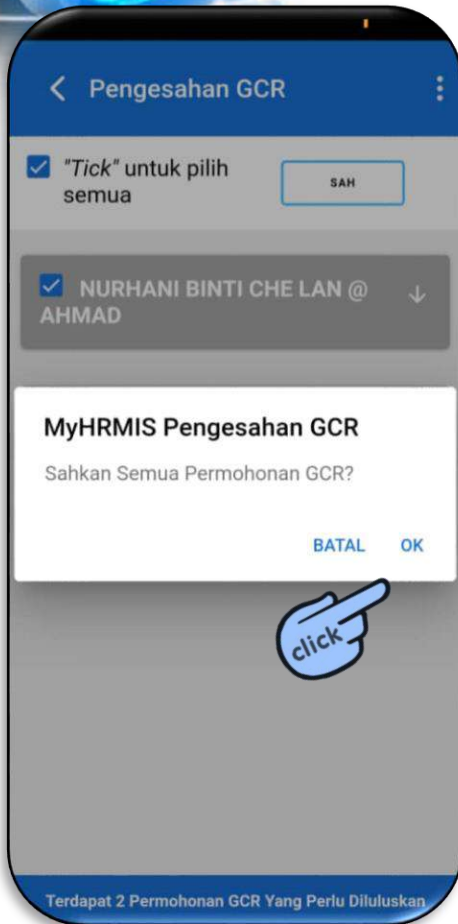 Pengesahan GCR
"Tick" untuk pilih
semua
SAH
NURHANI BINTI CHE LAN @
AHMAD
MyHRMIS Pengesahan GCR
Sahkan Semua Permohonan GCR?
BATAL OK
click
Terdapat 2 Permohonan GCR Yang Perlu Diluluskan